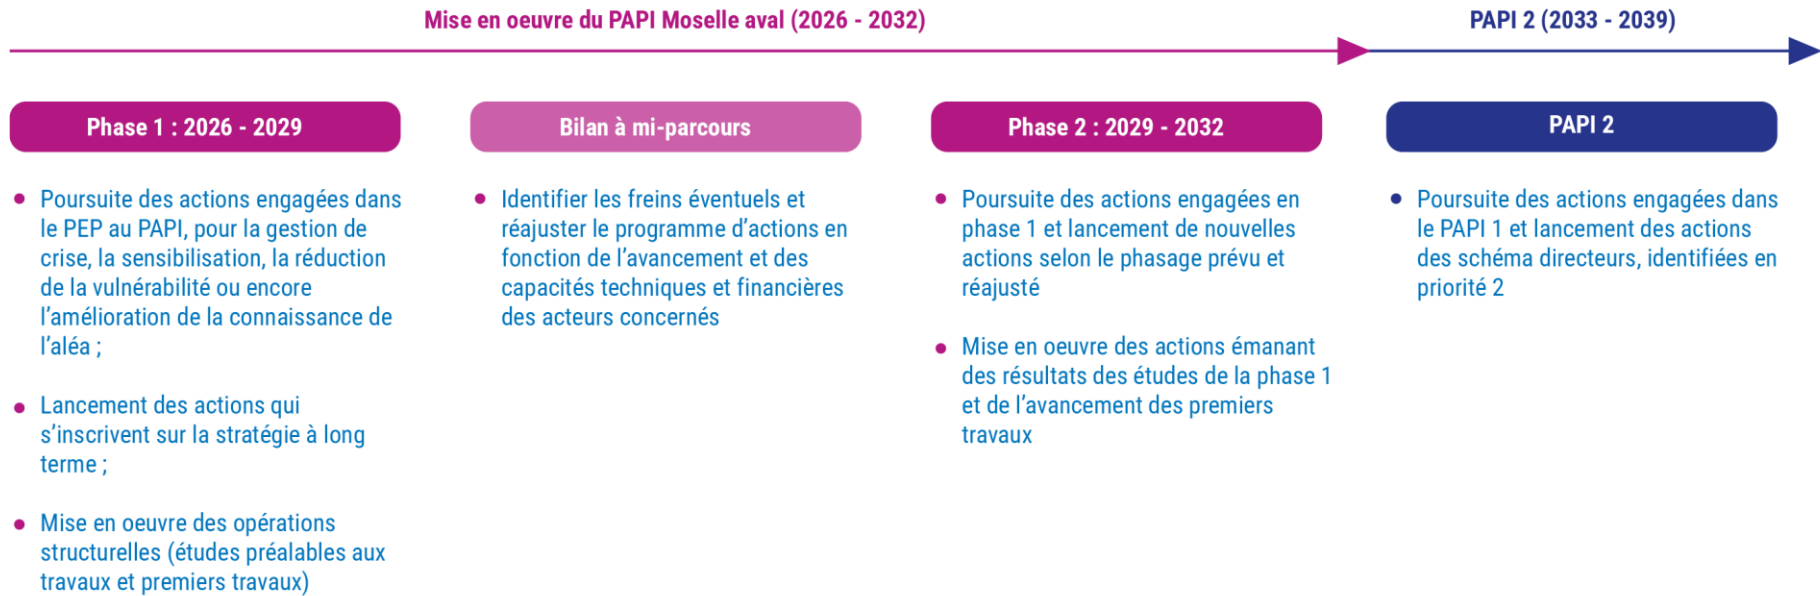 Mise en oeuvre du PAPI Moselle aval (2026 - 2032)
PAPI 2 (2033 - 2039)
Phase 1 : 2026 - 2029
Poursuite des actions engagées dans
le PEP au PAPI, pour la gestion de
crise, la sensibilisation, la réduction
de la vulnérabilité ou encore
l’amélioration de la connaissance de
l’aléa ;
Lancement des actions qui
s’inscrivent sur la stratégie à long
terme ;
Mise en oeuvre des opérations
structurelles (études préalables aux
travaux et premiers travaux)
Bilan à mi-parcours
Identifier les freins éventuels et
réajuster le programme d’actions en
fonction de l’avancement et des
capacités techniques et financières
des acteurs concernés
Phase 2 : 2029 - 2032
Poursuite des actions engagées en
phase 1 et lancement de nouvelles
actions selon le phasage prévu et
réajusté
Mise en oeuvre des actions émanant
des résultats des études de la phase 1
et de l’avancement des premiers
travaux
PAPI 2
Poursuite des actions engagées dans
le PAPI 1 et lancement des actions
des schéma directeurs, identifiées en
priorité 2